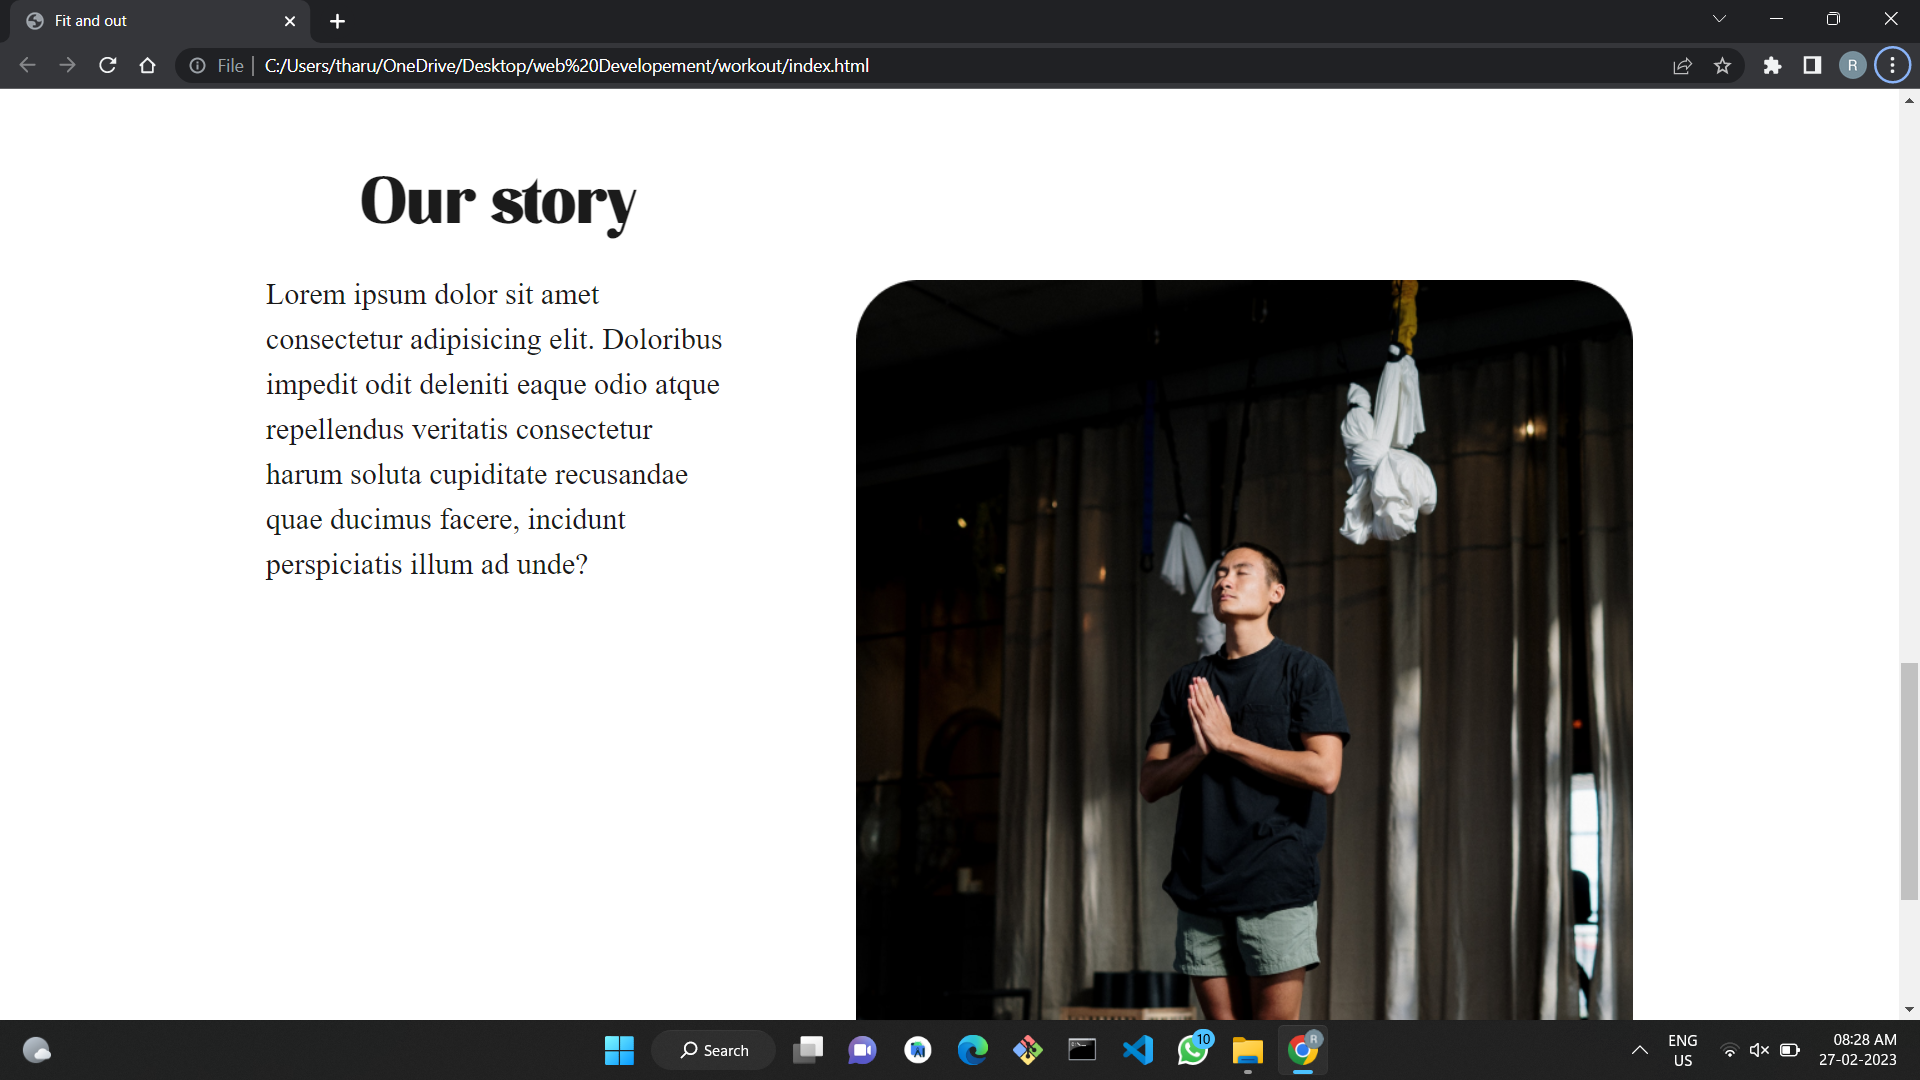 Fit and out
File
C:/Users/tharu/OneDrive/Desktop/web%20Developement/workout/index.html
R
Our story
Lorem ipsum dolor sit amet
consectetur adipisicing elit. Doloribus
impedit odit deleniti eaque odio atque
repellendus veritatis consectetur
harum soluta cupiditate recusandae
quae ducimus facere, incidunt
perspiciatis illum ad unde?
Search
10
R
ENG
US
08:28 AM
27-02-2023